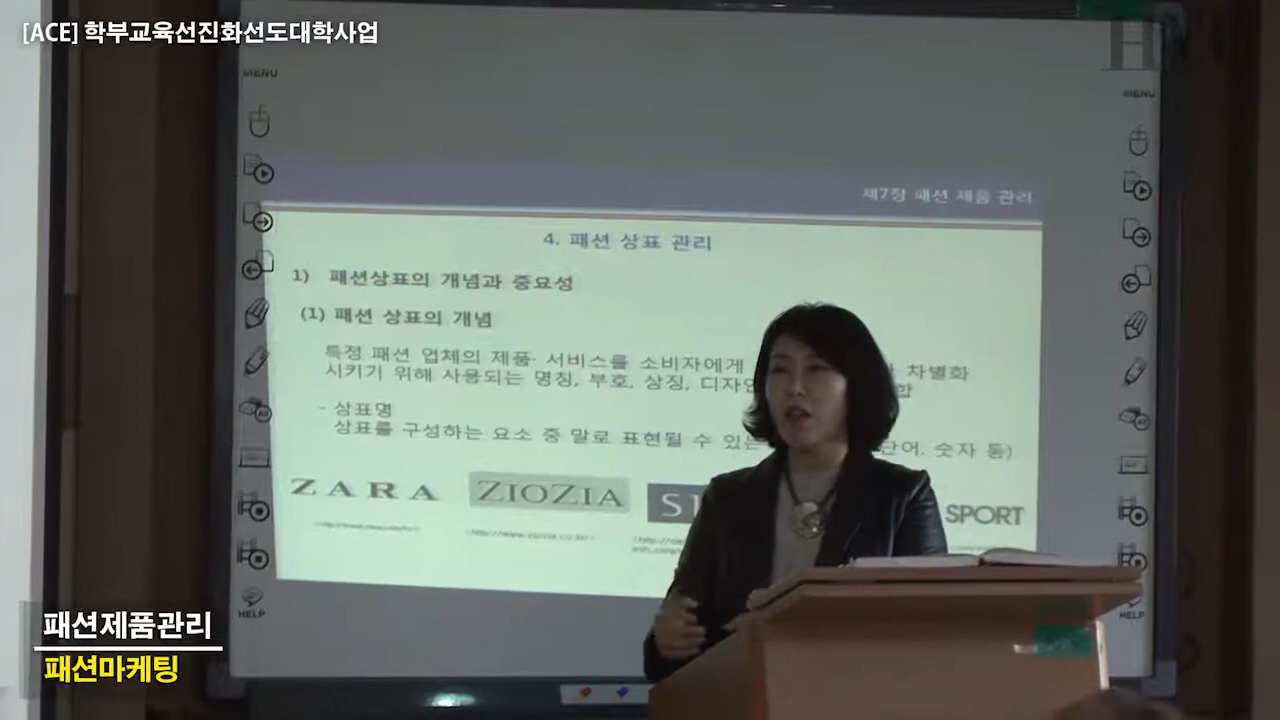 [ACE] 학부교육선진화선도대학사업
MENU
MENU
제7장 패션 제품 관리
4. 패션 상표 관리
1) 패션상표의 개념과 중요성
(1) 패션 상표의 개념
특정 패션 업체의 제품· 서비스를 소비자에게 차별화
시키기 위해 사용되는 명칭, 부호, 상징, 합
- 상표명
상표를 구성하는 요소 중 말로 표현될 수 있는 단어, 숫자 등)
ZARA ZIOZIA SPORT
HELP
HELP
패션제품관리
패션마케팅